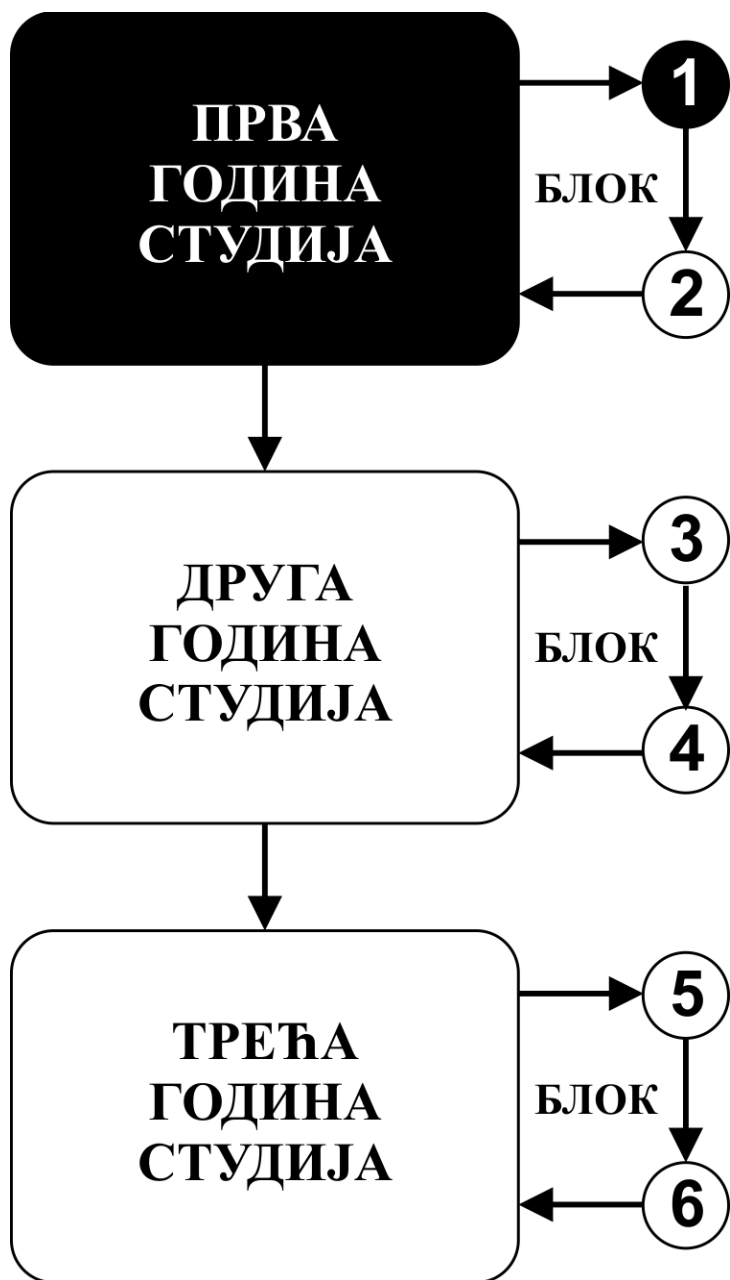 ПРВА
ГОДИНА
СТУДИЈА
1
БЛОК
2
ДРУГА
ГОДИНА
СТУДИЈА
3
БЛОК
4
ТРЕЋА
ГОДИНА
СТУДИЈА
5
БЛОК
6